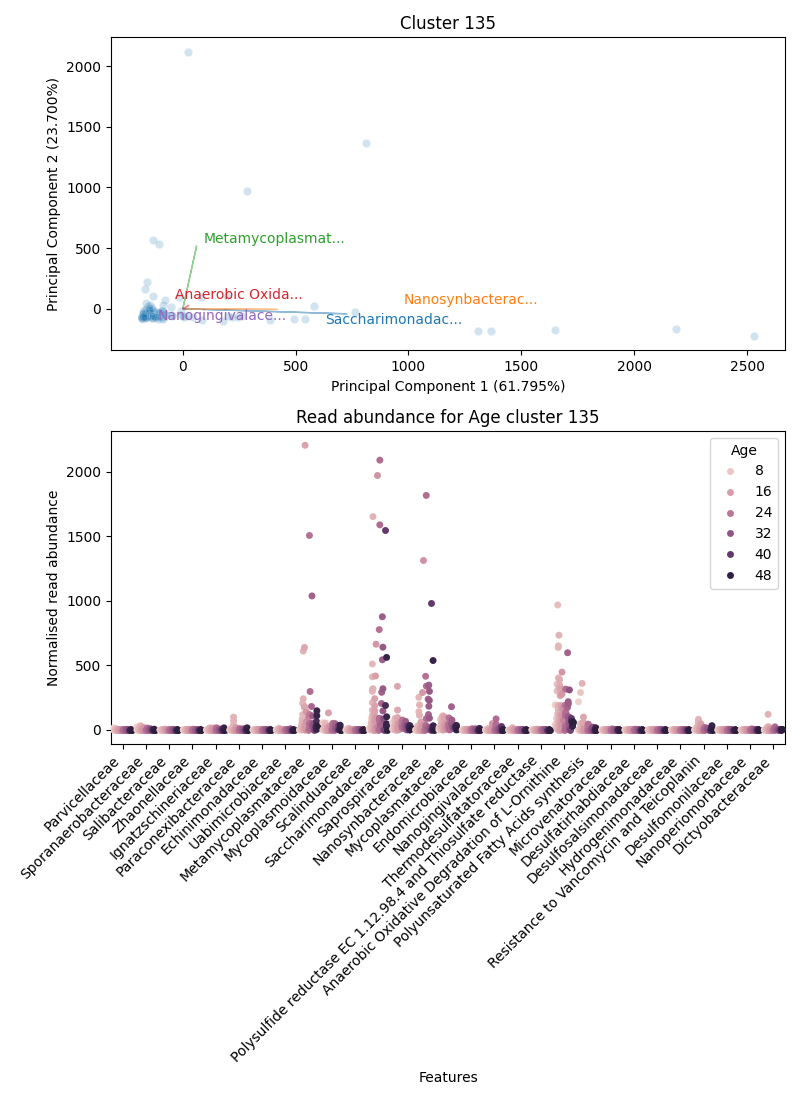 Cluster 135
Principal Component 2 (23.700%)
2000
1500
1000
500
0
Metamycoplasmat...
Anaerobic Oxida...
Nanosynbacterac...
Nanogingivalace...
Saccharimonadac...
0
500
1000
1500
2000
2500
Principal Component 1 (61.795%)
Read abundance for Age cluster 135
Normalised read abundance
2000
1500
1000
500
0
Age
8
16
24
32
40
48
Parvicellaceae
Sporanaerobacteraceae
Salibacteraceae
Zhaonellaceae
Ignatzschineriaceae
Paraconexibacteraceae
Echinimonadaceae
Uabimicrobiaceae
Metamycoplasmataceae
Mycoplasmoidaceae
Scalinduaceae
Saccharimonadaceae
Saprospiraceae
Nanosynbacteraceae
Mycoplasmataceae
Endomicrobiaceae
Nanogingivalaceae
Thermodesulfatatoraceae
Polysulfide reductase EC 1.12.98.4 and Thiosulfate reductase
Anaerobic Oxidative Degradation of L-Ornithine
Polyunsaturated Fatty Acids synthesis
Microvenatoraceae
Desulfatirhabdiaceae
Desulfosalsimonadaceae
Hydrogenimonadaceae
Resistance to Vancomycin and Teicoplanin
Desulfomonilaceae
Nanoperiomorbaceae
Dictyobacteraceae
Features